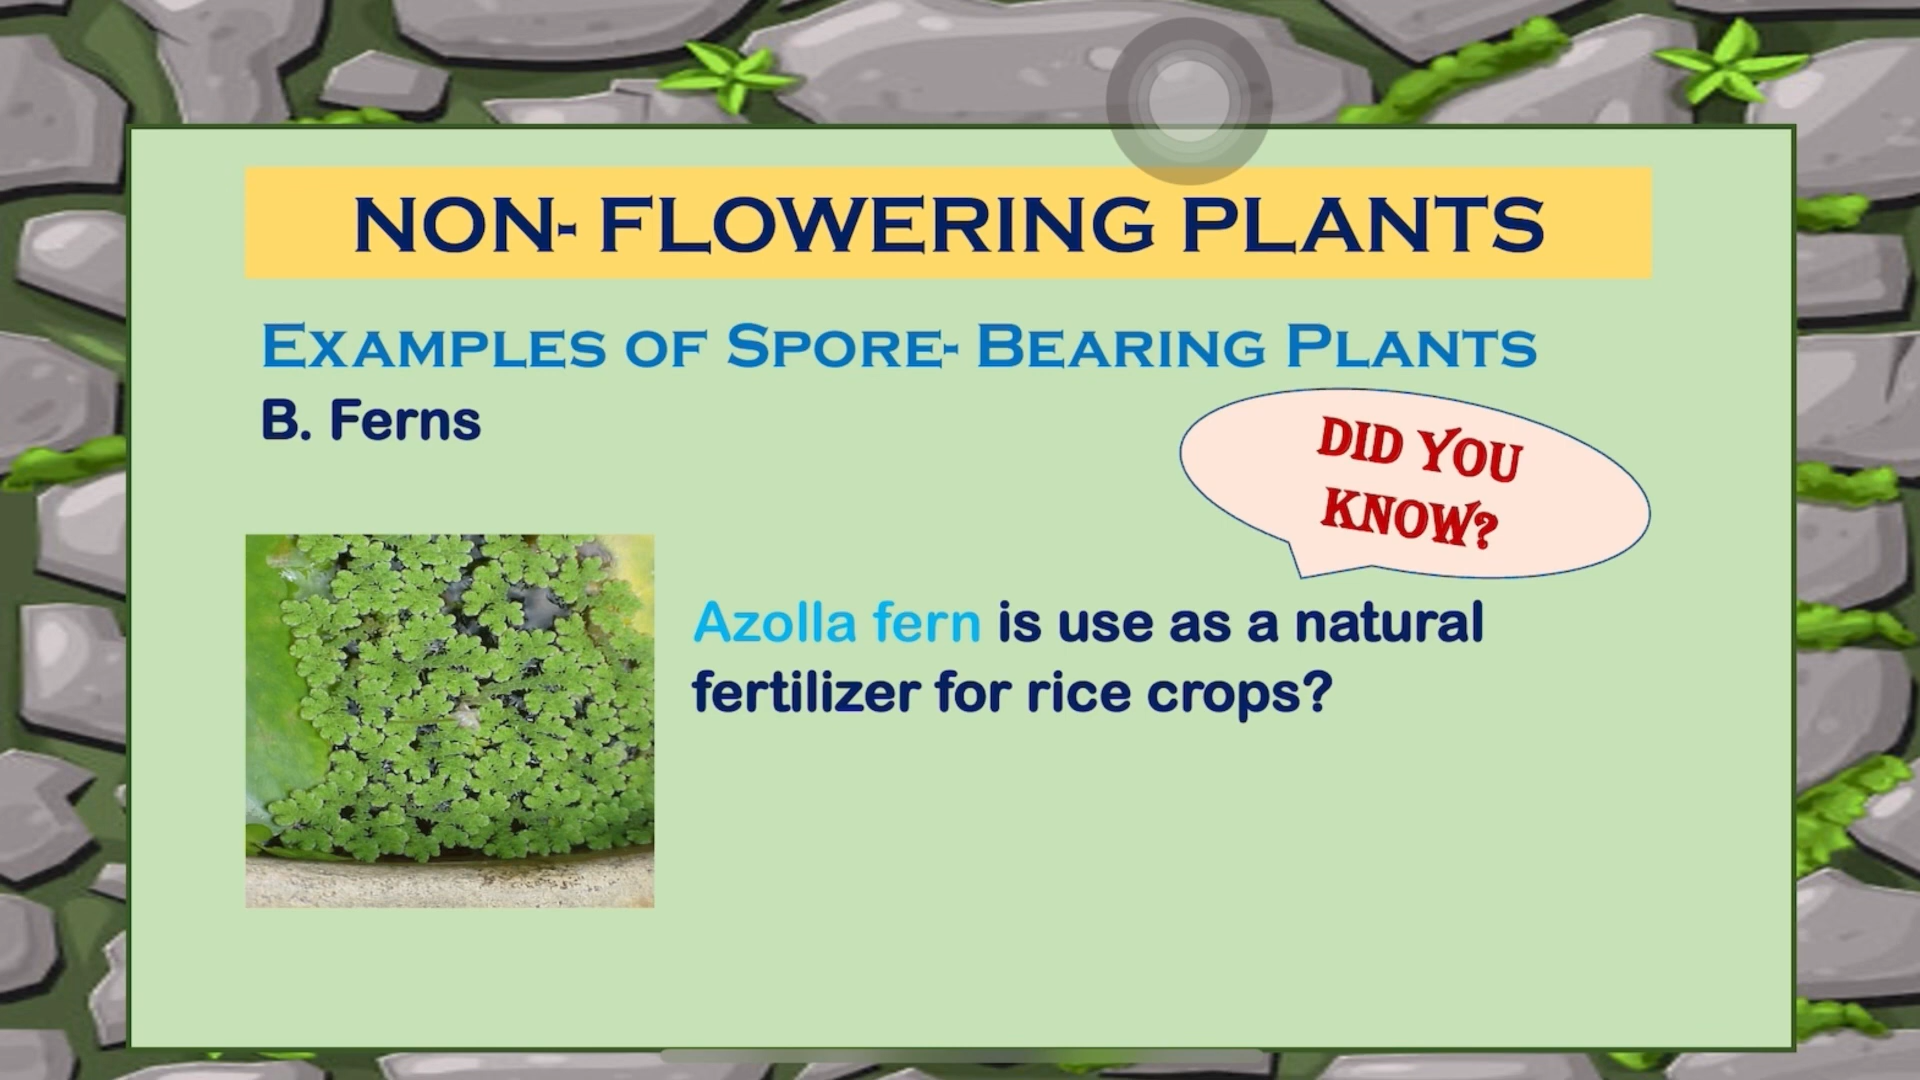 NON- FLOWERING PLANTS
EXAMPLES OF SPORE- BEARING PLANTS
B. Ferns
DID YOU
KNOW?
Azolla fern is use as a natural
fertilizer for rice crops?